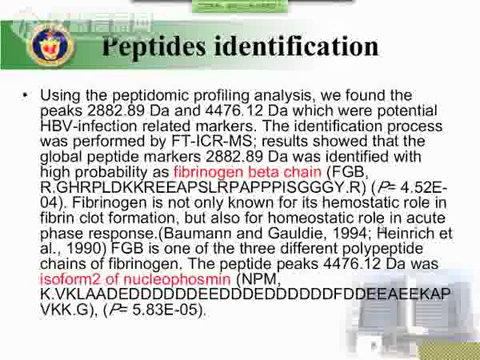 Peptides identification
• Using the peptidomic profiling analysis, we found the
peaks 2882.89 Da and 4476.12 Da which were potential
HBV-infection related markers. The identification process
was performed by FT-ICR-MS; results showed that the
global peptide markers 2882.89 Da was identified with
high probability as fibrinogen beta chain (FGB,
R.GHRPLDKKREEAPSLRPAPPPISGGGY.R) (P= 4.52E-
04). Fibrinogen is not only known for its hemostatic role in
fibrin clot formation, but also for homeostatic role in acute
phase response.(Baumann and Gauldie, 1994; Heinrich et
al., 1990) FGB is one of the three different polypeptide
chains of fibrinogen. The peptide peaks 4476.12 Da was
isoform2 of nucleophosmin (NPM,
K.VKLAADEDDDDDDEEDDDEDDDDDDFDDEEAEEKAP
VKK.G), (P= 5.83E-05).